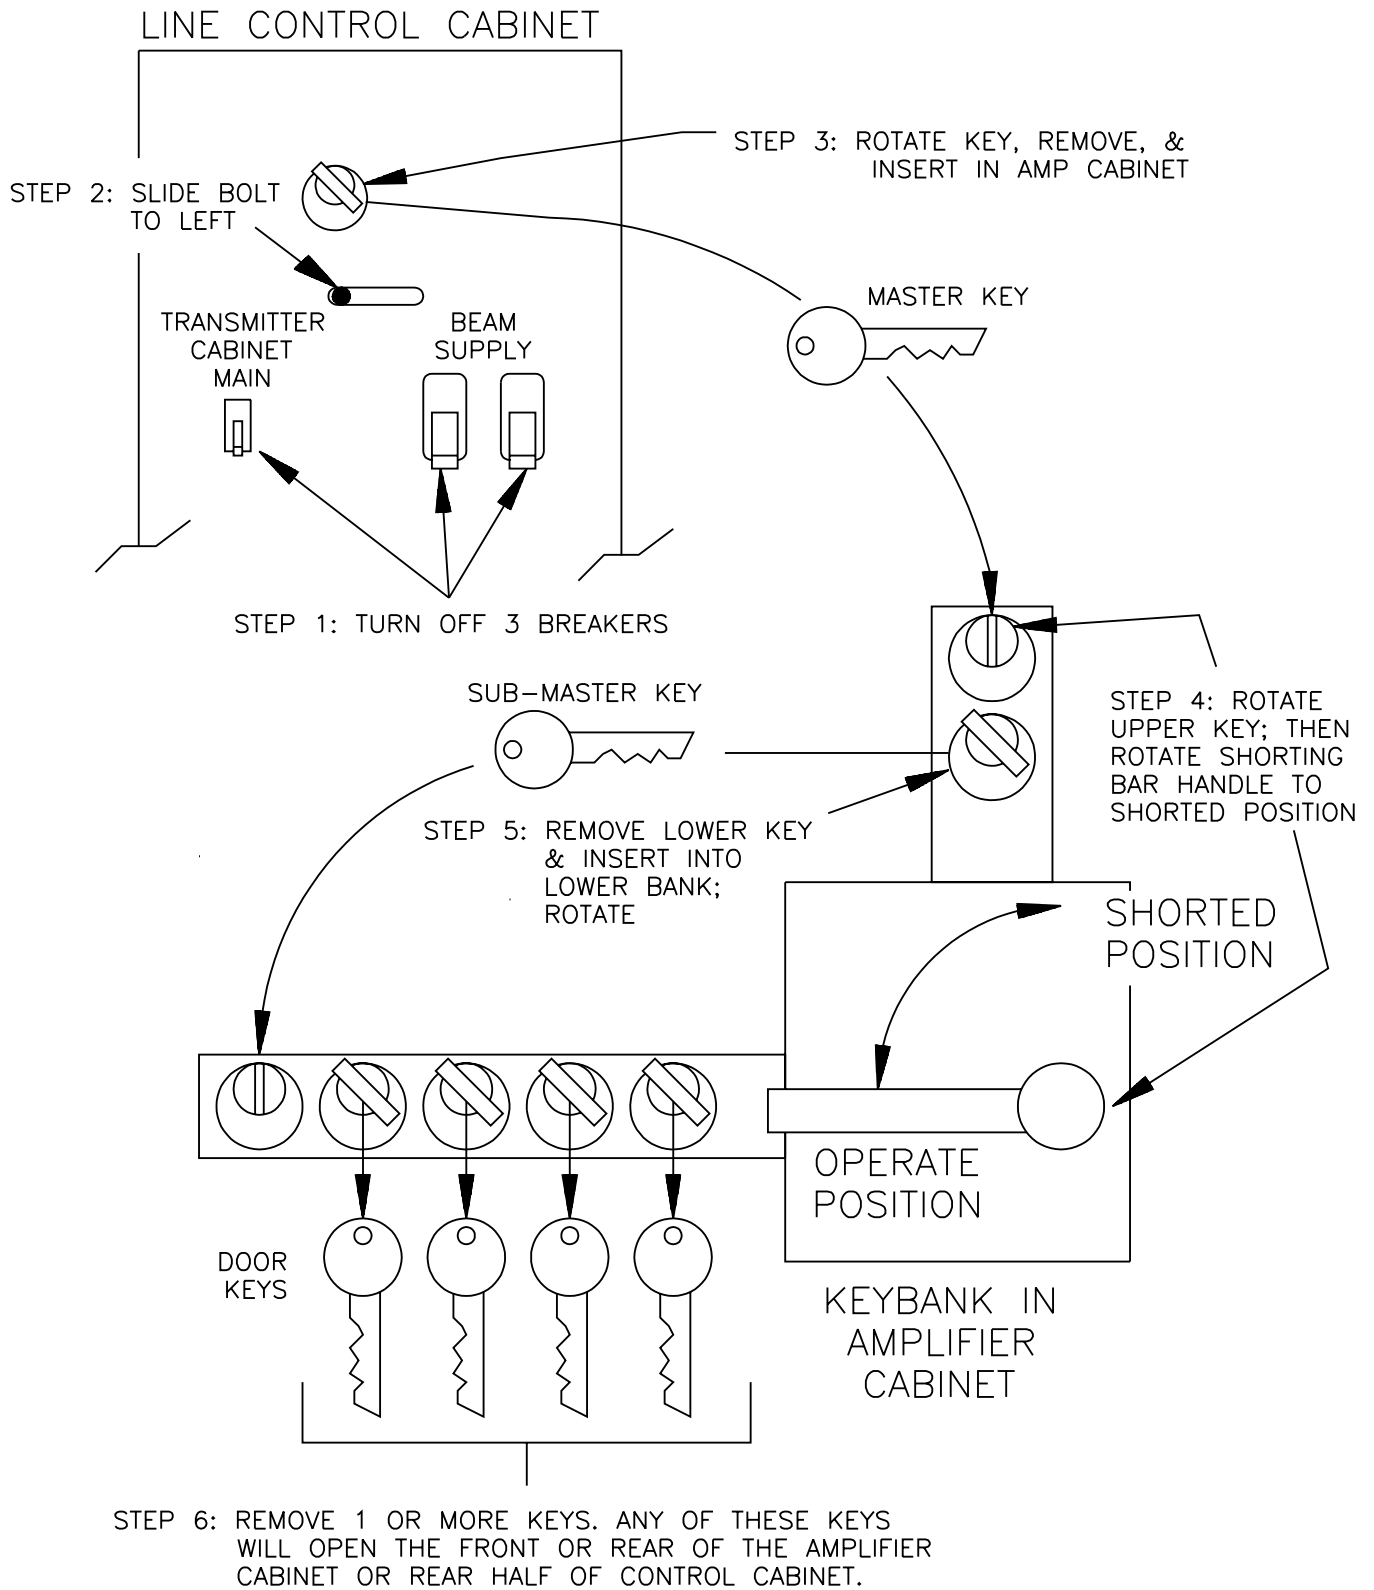 LINE CONTROL CABINET
STEP 3: ROTATE KEY, REMOVE, &
INSERT IN AMP CABINET
STEP 2: SLIDE BOLT
TO LEFT
MASTER KEY
TRANSMITTER
CABINET
MAIN
BEAM
SUPPLY
STEP 1: TURN OFF 3 BREAKERS
SUB-MASTER KEY
STEP 4: ROTATE
UPPER KEY; THEN
ROTATE SHORTING
BAR HANDLE TO
SHORTED POSITION
STEP 5: REMOVE LOWER KEY
& INSERT INTO
LOWER BANK;
ROTATE
SHORTED
POSITION
OPERATE
POSITION
DOOR
KEYS
KEYBANK IN
AMPLIFIER
CABINET
STEP 6: REMOVE 1 OR MORE KEYS. ANY OF THESE KEYS
WILL OPEN THE FRONT OR REAR OF THE AMPLIFIER
CABINET OR REAR HALF OF CONTROL CABINET.